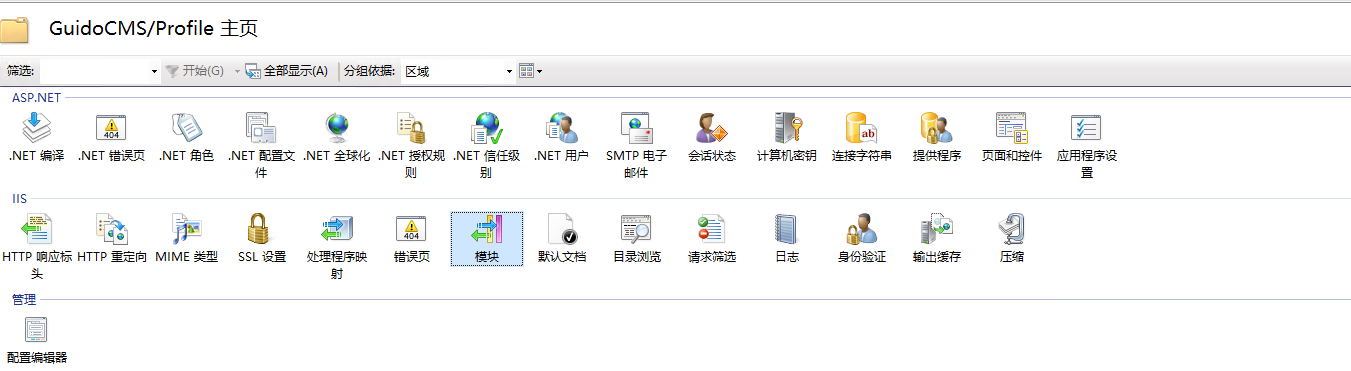 GuidoCMS/Profile 主页
筛选: 开始(G) 全部显示(A) 分组依据: 区域
ASP.NET
404
ab
.NET 编译 .NET 错误页 .NET 角色 .NET 配置文件 .NET 全球化 .NET 授权规则 .NET 信任级别 .NET 用户 SMTP 电子邮件 会话状态 计算机密钥 连接字符串 提供程序 页面和控件 应用程序设置
IIS
404
HTTP 响应标头 HTTP 重定向 MIME 类型 SSL 设置 处理程序映射 错误页 模块 默认文档 目录浏览 请求筛选 日志 身份验证 输出缓存 压缩
管理
配置编辑器